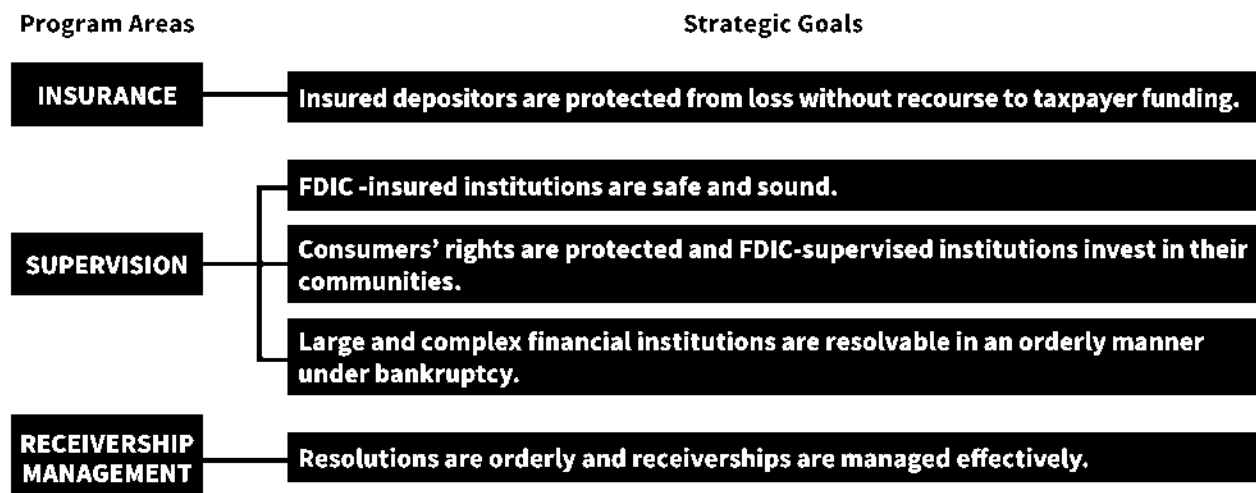 Program Areas
Strategic Goals
INSURANCE
Insured depositors are protected from loss without recourse to taxpayer funding.
SUPERVISION
FDIC -insured institutions are safe and sound.
Consumers’ rights are protected and FDIC-supervised institutions invest in their
communities.
Large and complex financial institutions are resolvable in an orderly manner
under bankruptcy.
RECEIVERSHIP
MANAGEMENT
Resolutions are orderly and receiverships are managed effectively.